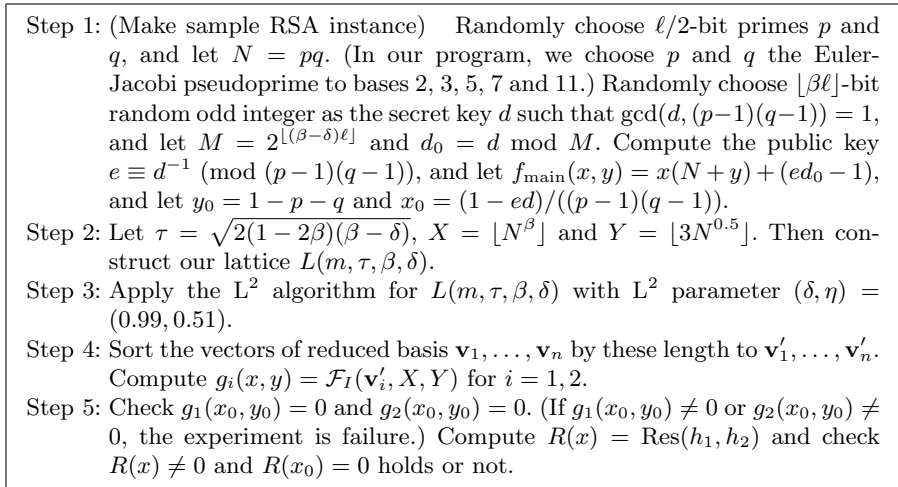 Step 1: (Make sample RSA instance) Randomly choose ℓ/2-bit primes p and
q, and let N = pq. (In our program, we choose p and q the Euler-
Jacobi pseudoprime to bases 2, 3, 5, 7 and 11.) Randomly choose ⌊βℓ⌋-bit
random odd integer as the secret key d such that gcd(d, (p−1)(q−1)) = 1,
and let M = 2^{⌊(β−δ)ℓ⌋} and d₀ = d mod M. Compute the public key
e ≡ d⁻¹ (mod (p−1)(q−1)), and let f_main(x, y) = x(N + y) + (ed₀ − 1),
and let y₀ = 1 − p − q and x₀ = (1 − ed)/((p−1)(q−1)).
Step 2: Let τ = √(2(1 − 2β)(β − δ)), X = ⌊N^β⌋ and Y = ⌊3N^{0.5}⌋. Then con-
struct our lattice L(m, τ, β, δ).
Step 3: Apply the L² algorithm for L(m, τ, β, δ) with L² parameter (δ, η) =
(0.99, 0.51).
Step 4: Sort the vectors of reduced basis v₁, . . . , vₙ by these length to v′₁, . . . , v′ₙ.
Compute gᵢ(x, y) = 𝓕_I(v′ᵢ, X, Y) for i = 1, 2.
Step 5: Check g₁(x₀, y₀) = 0 and g₂(x₀, y₀) = 0. (If g₁(x₀, y₀) ≠ 0 or g₂(x₀, y₀) ≠
0, the experiment is failure.) Compute R(x) = Res(h₁, h₂) and check
R(x) ≠ 0 and R(x₀) = 0 holds or not.